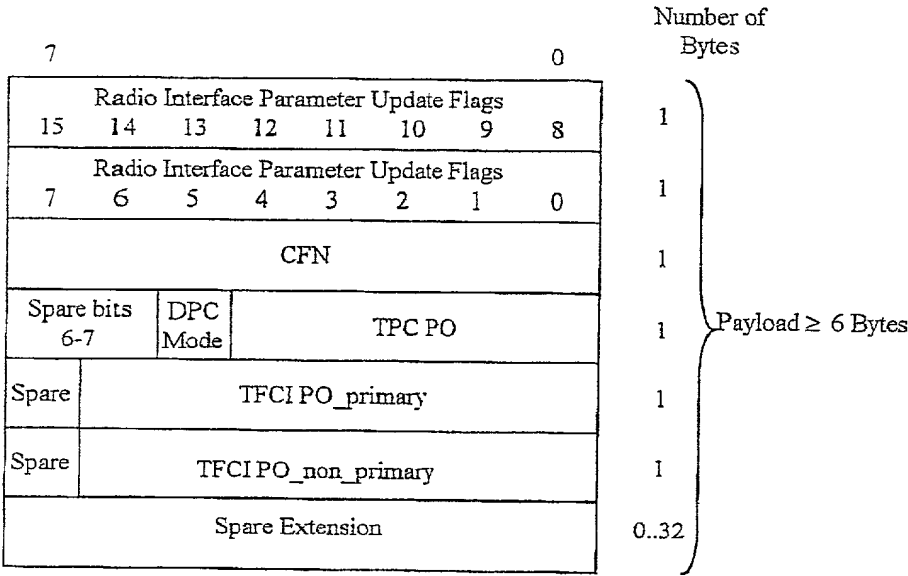 Number of
Bytes
7 0
Radio Interface Parameter Update Flags
15 14 13 12 11 10 9 8
1
Radio Interface Parameter Update Flags
7 6 5 4 3 2 1 0
1
CFN
1
Spare bits
6-7
DPC
Mode
TPC PO
1
Payload ≥ 6 Bytes
Spare
TFCI PO_primary
1
Spare
TFCI PO_non_primary
1
Spare Extension
0..32